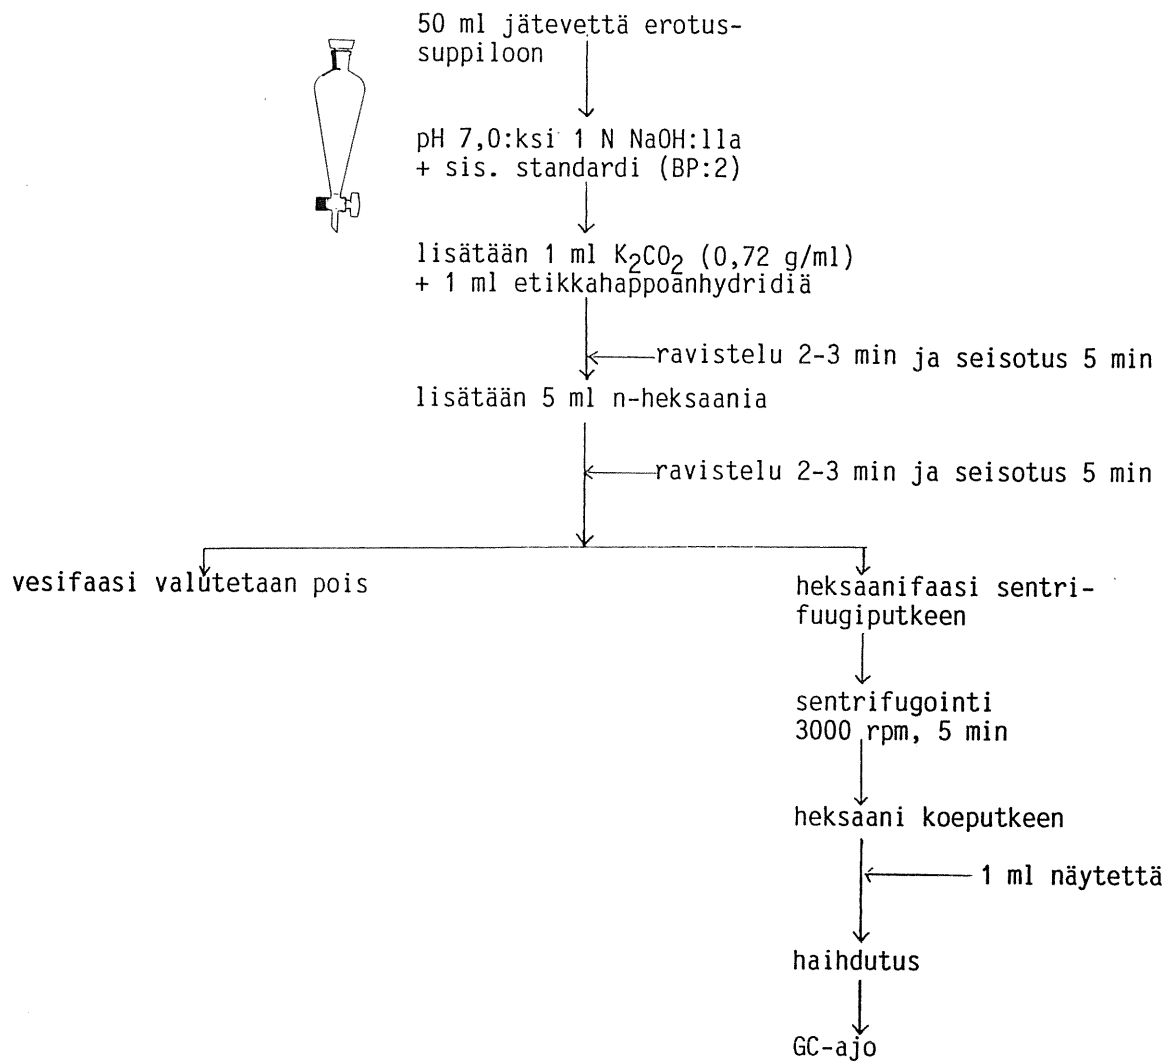 50 ml jätevettä erotus-
suppiloon
pH 7,0:ksi 1 N NaOH:lla
+ sis. standardi (BP:2)
lisätään 1 ml K₂CO₂ (0,72 g/ml)
+ 1 ml etikkahappoanhydridiä
ravistelu 2-3 min ja seisotus 5 min
lisätään 5 ml n-heksaania
ravistelu 2-3 min ja seisotus 5 min
vesifaasi valutetaan pois
heksaanifaasi sentri-
fuugiputkeen
sentrifugointi
3000 rpm, 5 min
heksaani koeputkeen
1 ml näytettä
haihdutus
GC-ajo